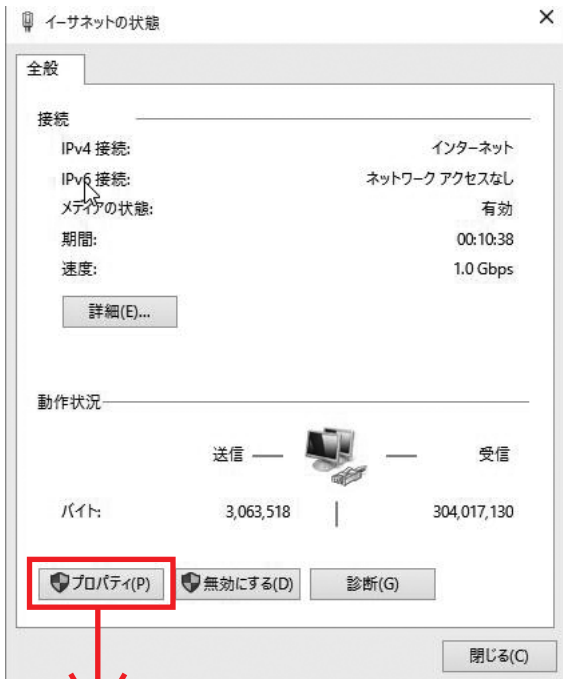 イーサネットの状態
全般
接続
IPv4 接続: インターネット
IPv6 接続: ネットワーク アクセスなし
メディアの状態: 有効
期間: 00:10:38
速度: 1.0 Gbps
詳細(E)...
動作状況
送信 受信
バイト: 3,063,518 304,017,130
プロパティ(P) 無効にする(D) 診断(G)
閉じる(C)